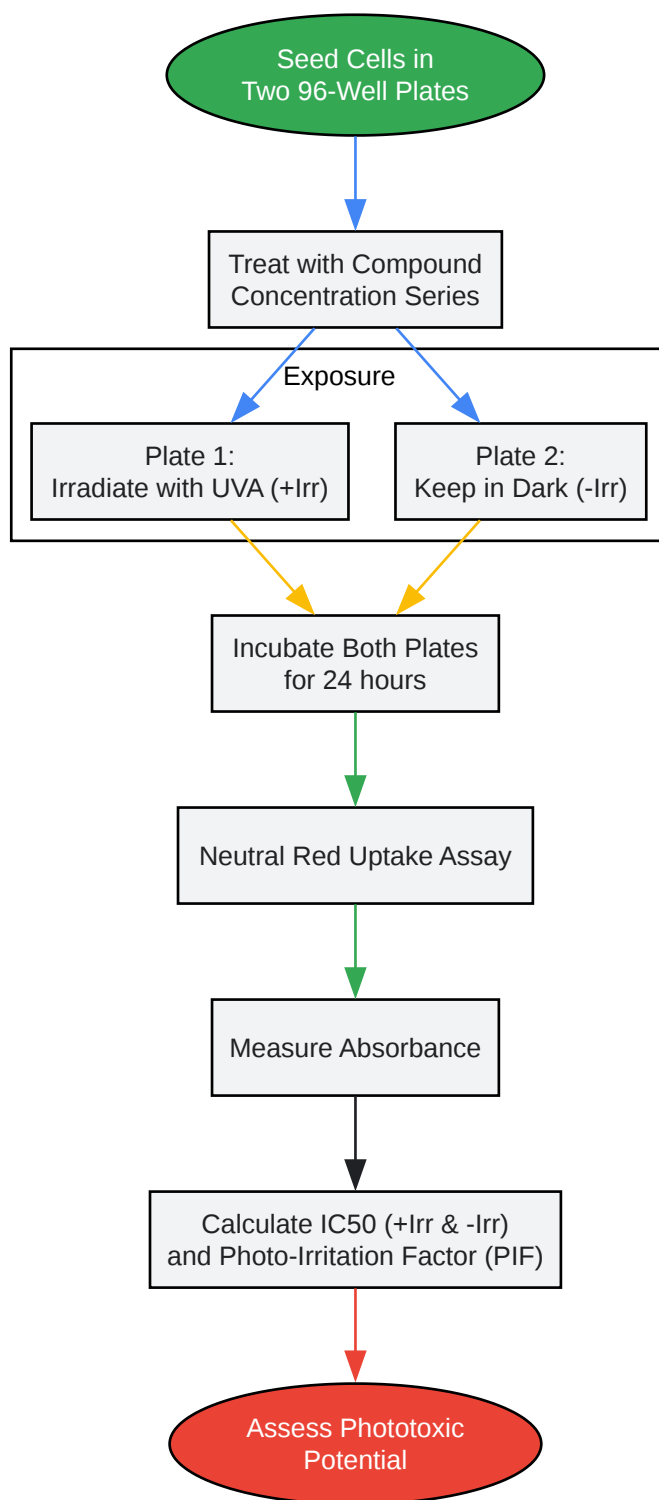 Seed Cells in
Two 96-Well Plates
Treat with Compound
Concentration Series
Exposure
Plate 1:
Irradiate with UVA (+Irr)
Plate 2:
Keep in Dark (-Irr)
Incubate Both Plates
for 24 hours
Neutral Red Uptake Assay
Measure Absorbance
Calculate IC50 (+Irr & -Irr)
and Photo-Irritation Factor (PIF)
Assess Phototoxic
Potential